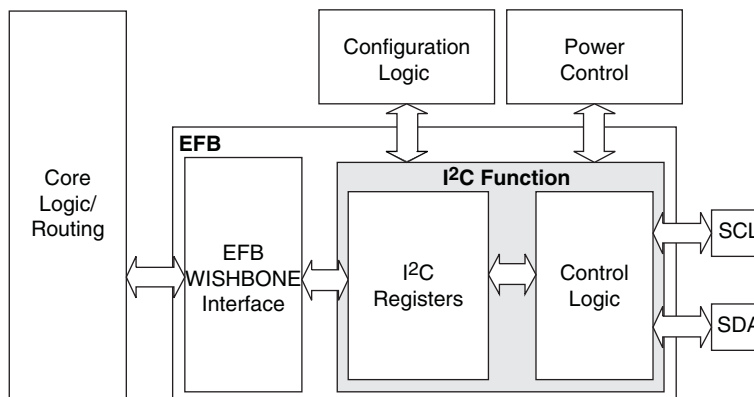 Configuration
Logic
Power
Control
EFB
I²C Function
Core
Logic/
Routing
EFB
WISHBONE
Interface
I²C
Registers
Control
Logic
SCL
SDA